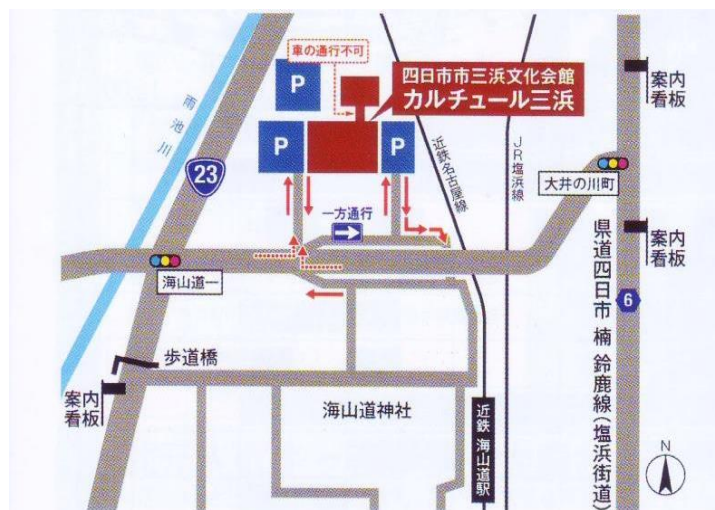 車の通行不可
P
四日市市三浜文化会館
カルチュール三浜
P
P
雨池川
23
近鉄名古屋線
JR塩浜線
案内
看板
大井の川町
一方通行
海山道一
県道四日市 楠 鈴鹿線(塩浜街道)
案内
看板
6
歩道橋
案内
看板
海山道神社
近鉄 海山道駅
N